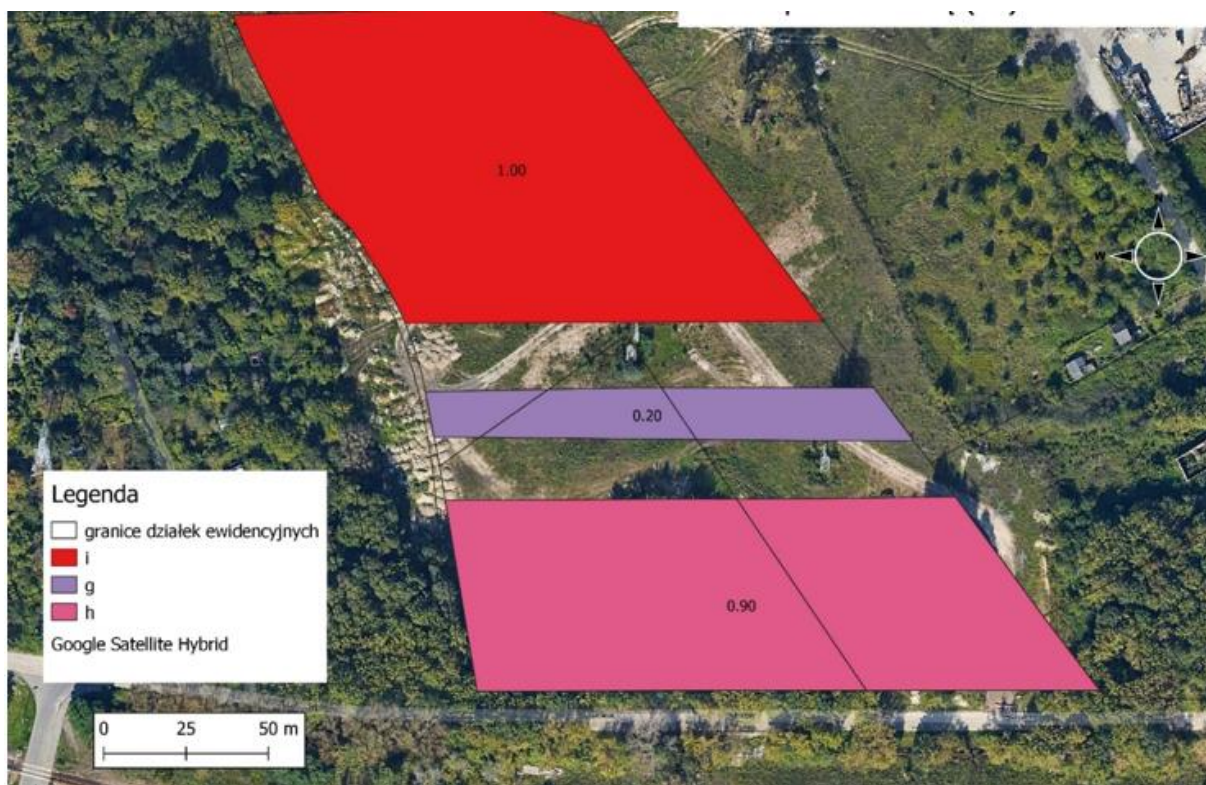 1.00
N
W
0.20
0.90
Legenda
granice działek ewidencyjnych
i
g
h
Google Satellite Hybrid
0 25 50 m